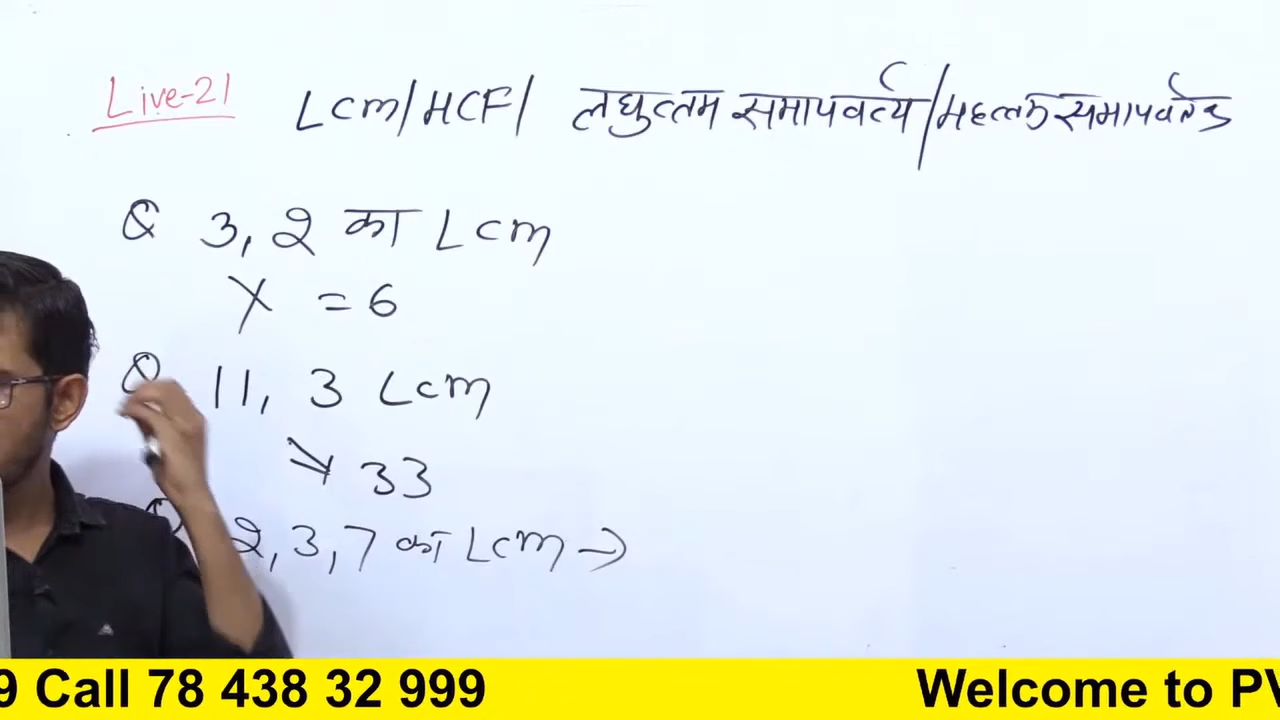 Live-21 Lcm/HCF/ लघुत्तम समापवर्त्य/महत्तम समापवर्तक
Q 3, 2 का Lcm
= 6
Q 11, 3 Lcm
↘ 33
Q 2, 3, 7 का Lcm →
9 Call 78 438 32 999 Welcome to PV